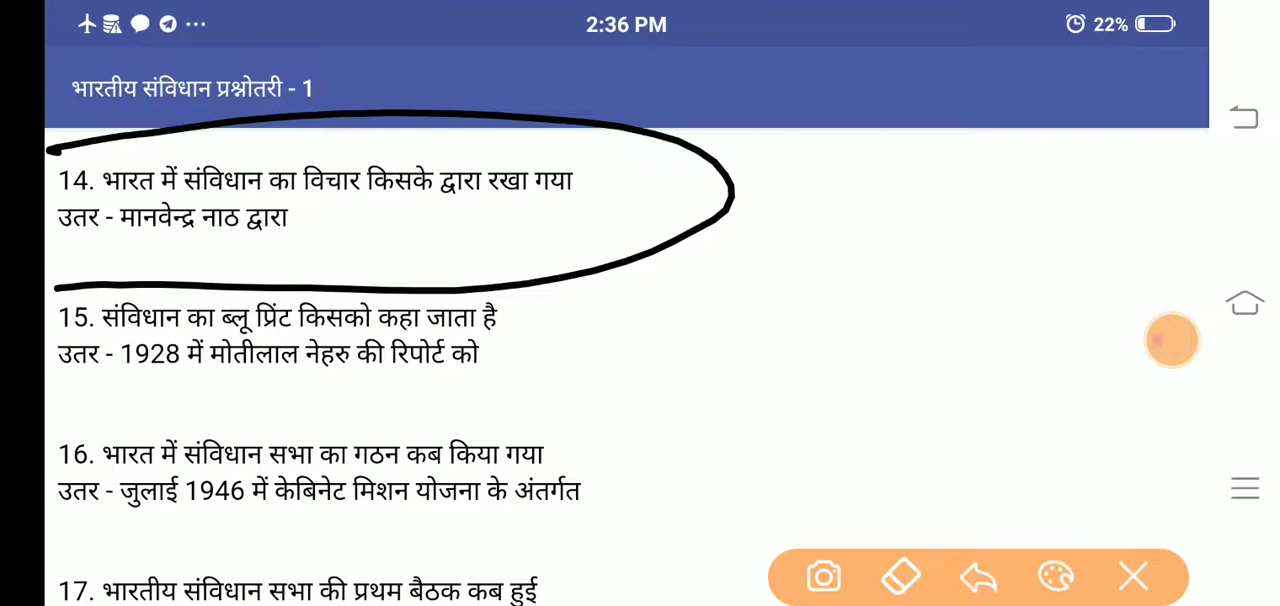 2:36 PM
22%
भारतीय संविधान प्रश्नोतरी - 1
14. भारत में संविधान का विचार किसके द्वारा रखा गया
उतर - मानवेन्द्र नाठ द्वारा
15. संविधान का ब्लू प्रिंट किसको कहा जाता है
उतर - 1928 में मोतीलाल नेहरु की रिपोर्ट को
16. भारत में संविधान सभा का गठन कब किया गया
उतर - जुलाई 1946 में केबिनेट मिशन योजना के अंतर्गत
17. भारतीय संविधान सभा की प्रथम बैठक कब हुई